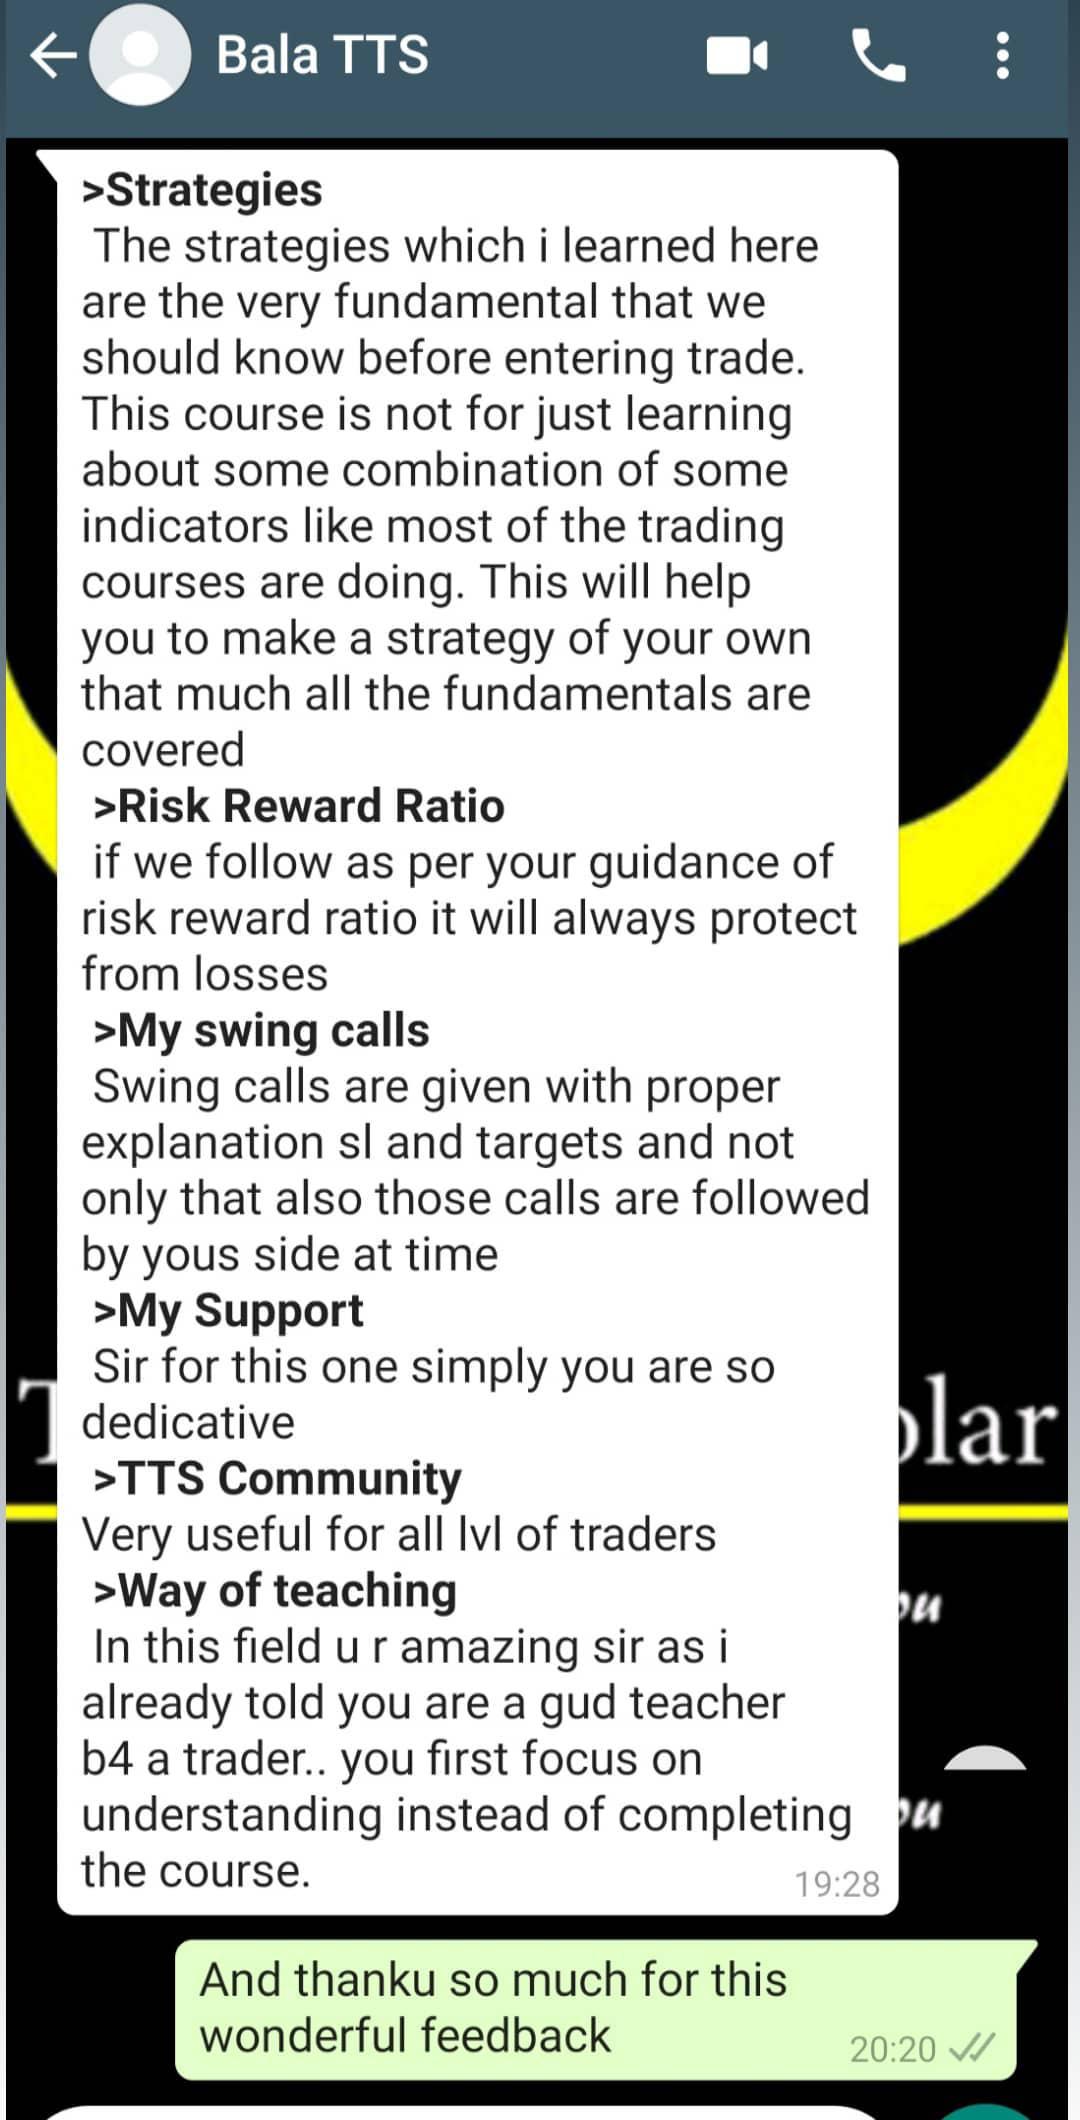 Bala TTS
>Strategies
The strategies which i learned here
are the very fundamental that we
should know before entering trade.
This course is not for just learning
about some combination of some
indicators like most of the trading
courses are doing. This will help
you to make a strategy of your own
that much all the fundamentals are
covered
>Risk Reward Ratio
if we follow as per your guidance of
risk reward ratio it will always protect
from losses
>My swing calls
Swing calls are given with proper
explanation sl and targets and not
only that also those calls are followed
by yous side at time
>My Support
Sir for this one simply you are so
dedicative
>TTS Community
Very useful for all lvl of traders
>Way of teaching
In this field u r amazing sir as i
already told you are a gud teacher
b4 a trader.. you first focus on
understanding instead of completing
the course.
19:28
And thanku so much for this
wonderful feedback
20:20